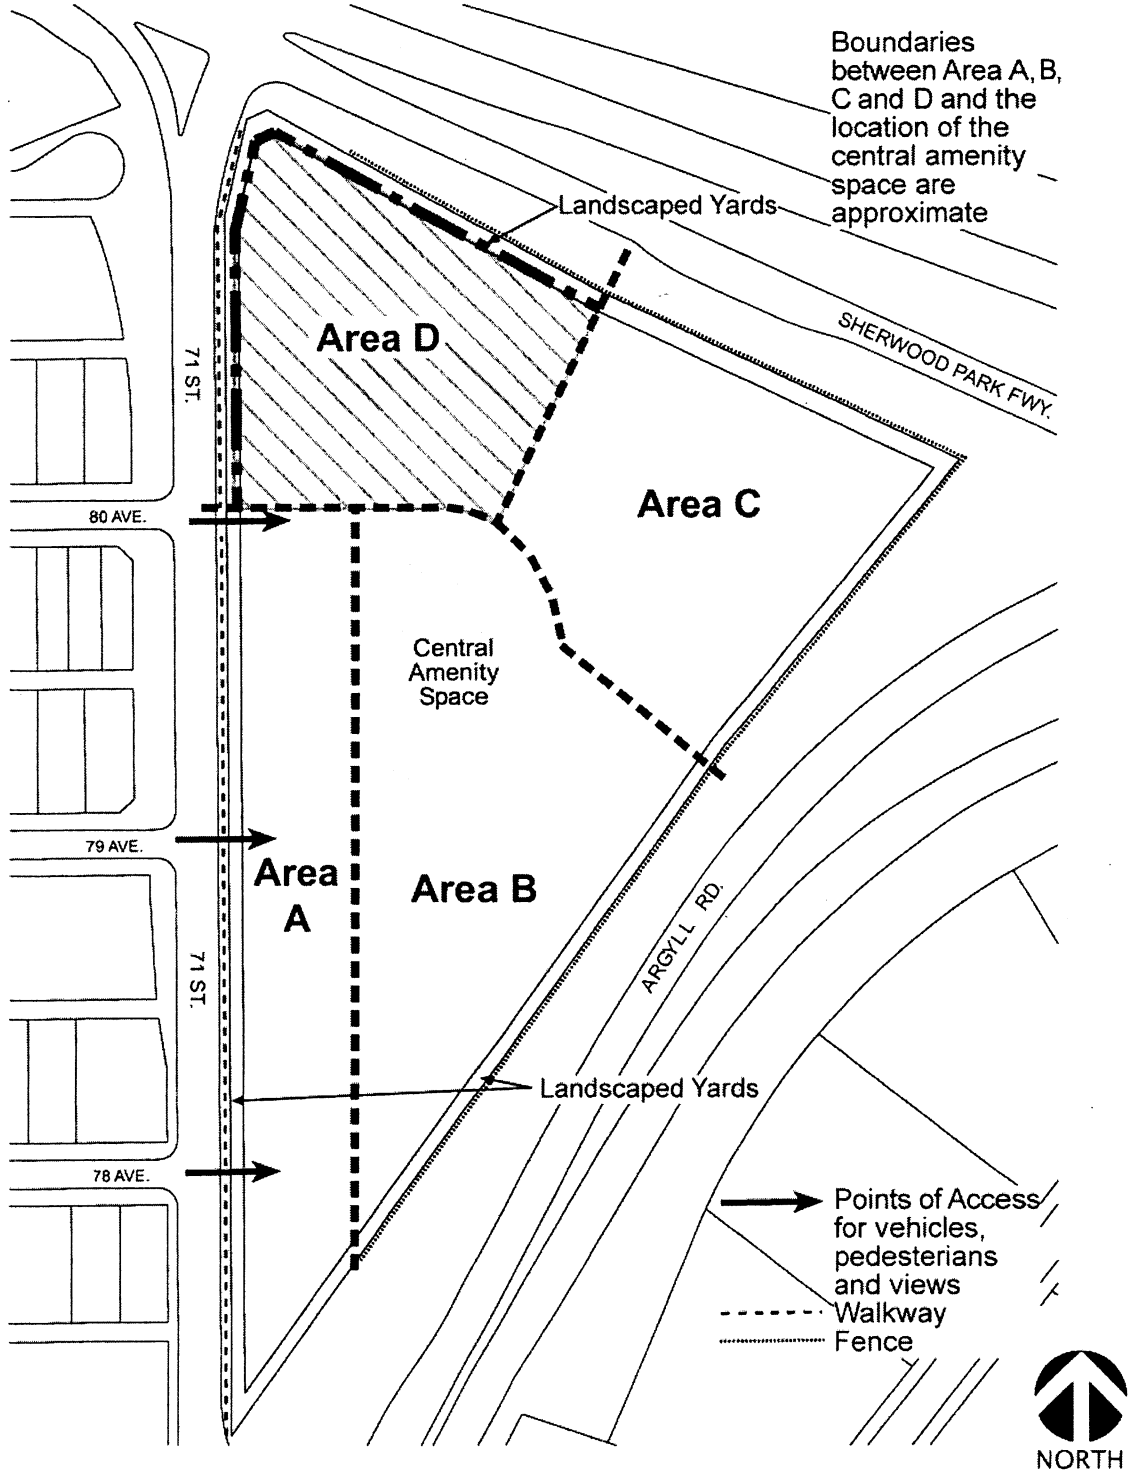 Boundaries
between Area A, B,
C and D and the
location of the
central amenity
space are
approximate
Landscaped Yards
SHERWOOD PARK FWY.
Area D
71 ST.
Area C
80 AVE.
Central
Amenity
Space
79 AVE.
Area
A
Area B
ARGYLL RD.
71 ST.
Landscaped Yards
78 AVE.
Points of Access
for vehicles,
pedesterians
and views
Walkway
Fence
NORTH